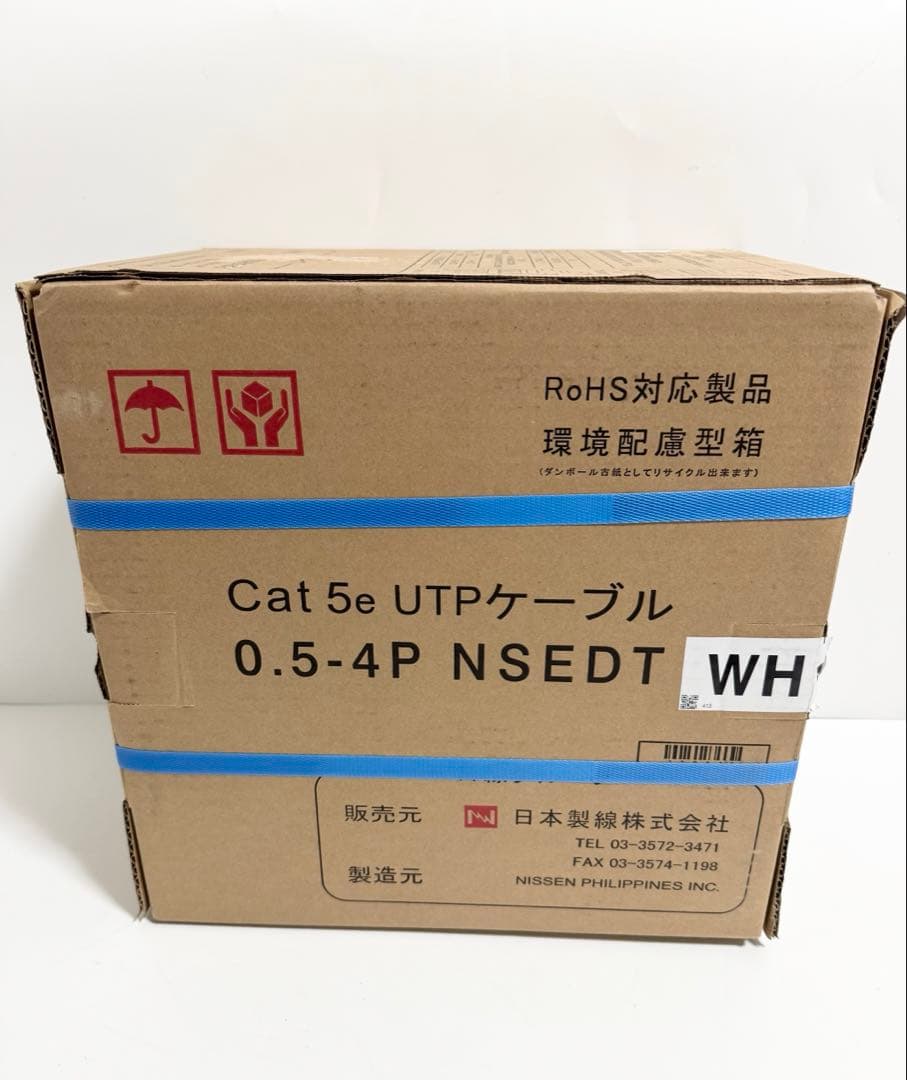 RoHS対応製品
環境配慮型箱
(ダンボール古紙としてリサイクル出来ます)
Cat 5e UTPケーブル
0.5-4P NSEDT
WH
413
販売元
日本製線株式会社
TEL 03-3572-3471
FAX 03-3574-1198
製造元
NISSEN PHILIPPINES INC.